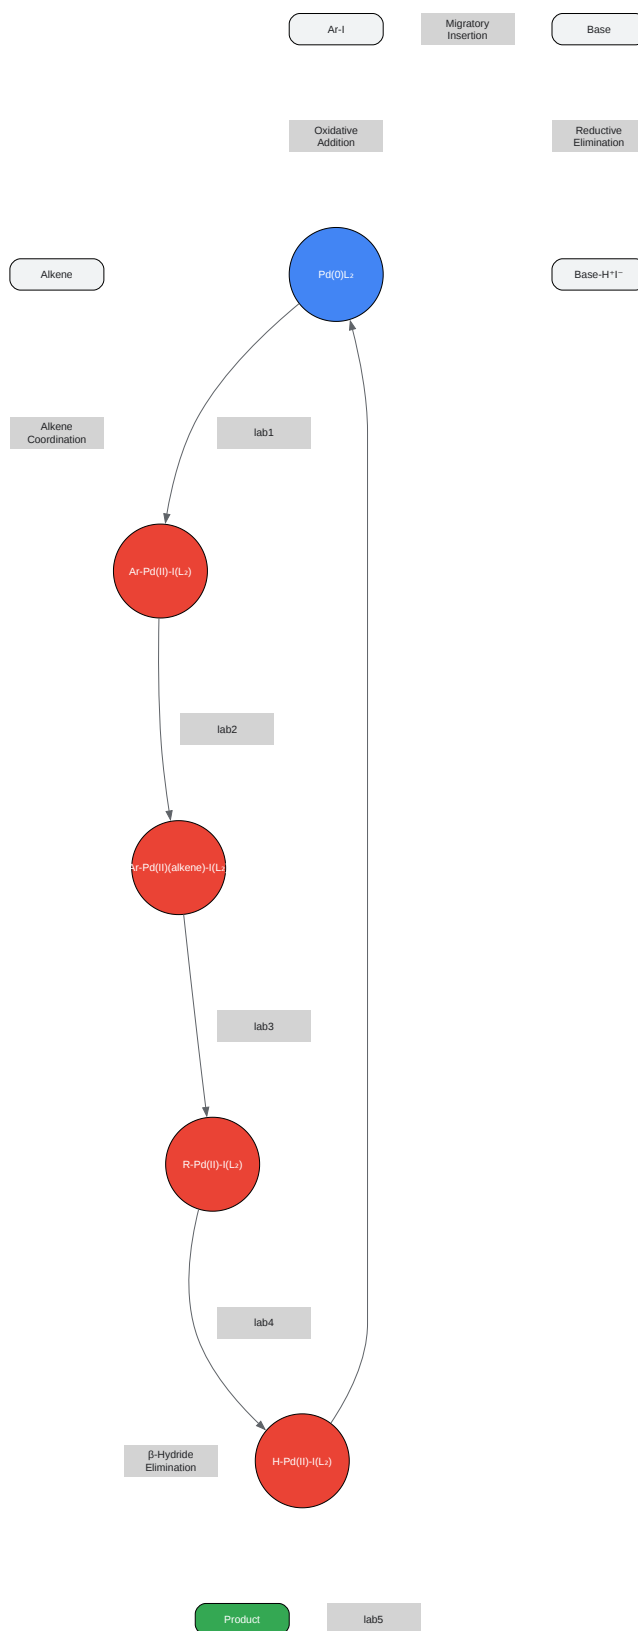 Ar-I
Migratory
Insertion
Base
Oxidative
Addition
Reductive
Elimination
Alkene
Pd(0)L₂
Base-H⁺I⁻
Alkene
Coordination
lab1
Ar-Pd(II)-I(L₂)
lab2
Ar-Pd(II)(alkene)-I(L₂)
lab3
R-Pd(II)-I(L₂)
lab4
β-Hydride
Elimination
H-Pd(II)-I(L₂)
Product
lab5